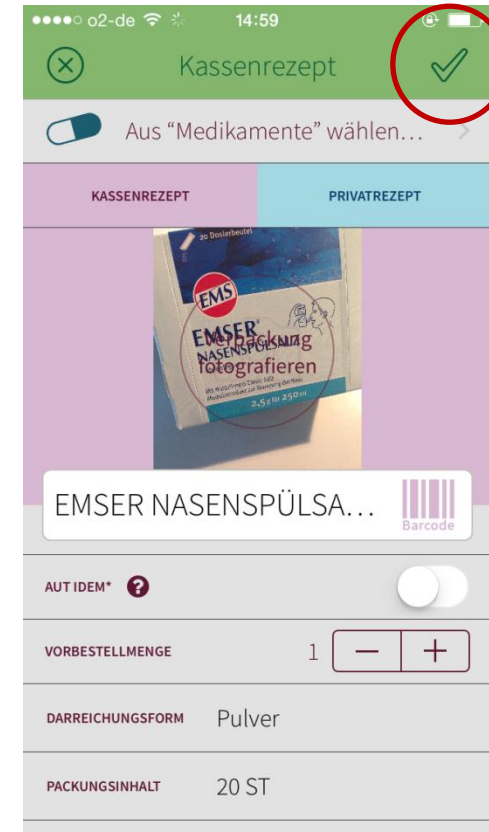 o2-de 14:59
Kassenrezept
Aus “Medikamente” wählen…
KASSENREZEPT PRIVATREZEPT
20 Dosierbeutel
EMS
EMSER®
NASENSPÜLSALZ
Verpackung
fotografieren
2,5 g für 250 ml
EMSER NASENSPÜLSA…
Barcode
AUT IDEM* ?
VORBESTELLMENGE 1 − +
DARREICHUNGSFORM Pulver
PACKUNGSINHALT 20 ST